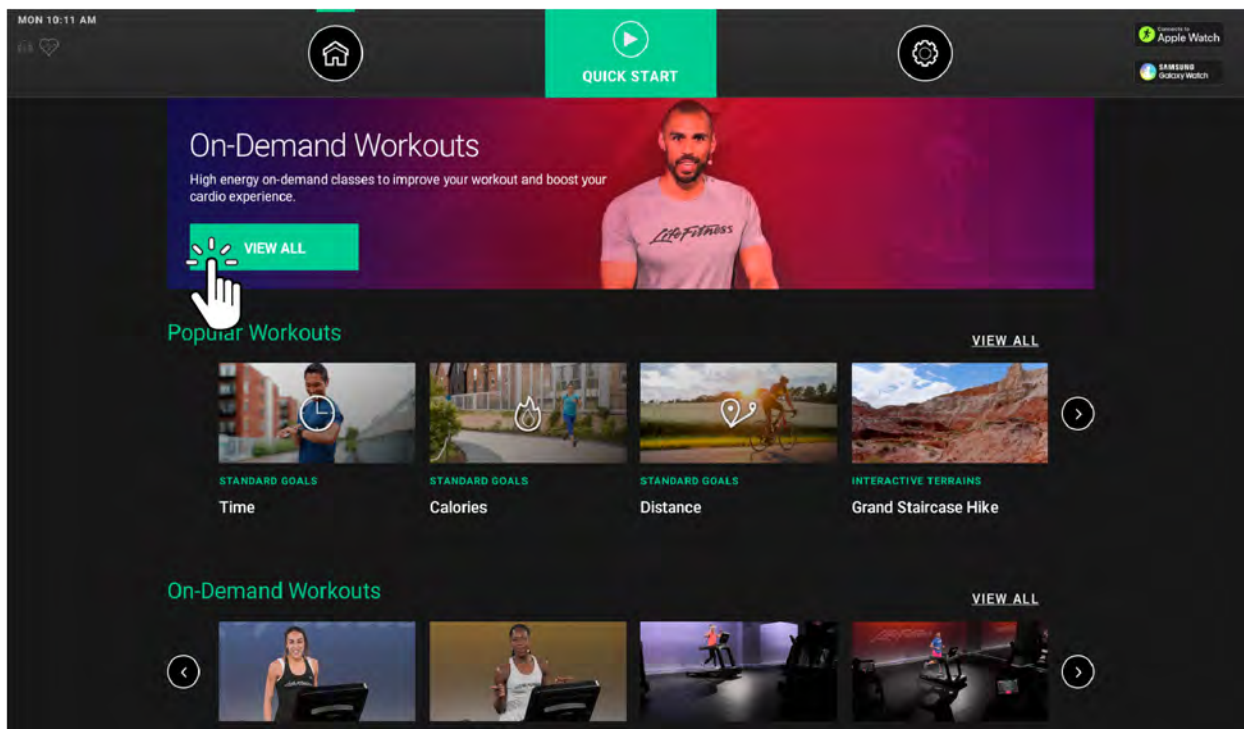 MON 10:11 AM
QUICK START
Connects to
Apple Watch
SAMSUNG
Galaxy Watch
On-Demand Workouts
High energy on-demand classes to improve your workout and boost your
cardio experience.
VIEW ALL
LifeFitness
Popular Workouts
VIEW ALL
STANDARD GOALS
Time
STANDARD GOALS
Calories
STANDARD GOALS
Distance
INTERACTIVE TERRAINS
Grand Staircase Hike
On-Demand Workouts
VIEW ALL